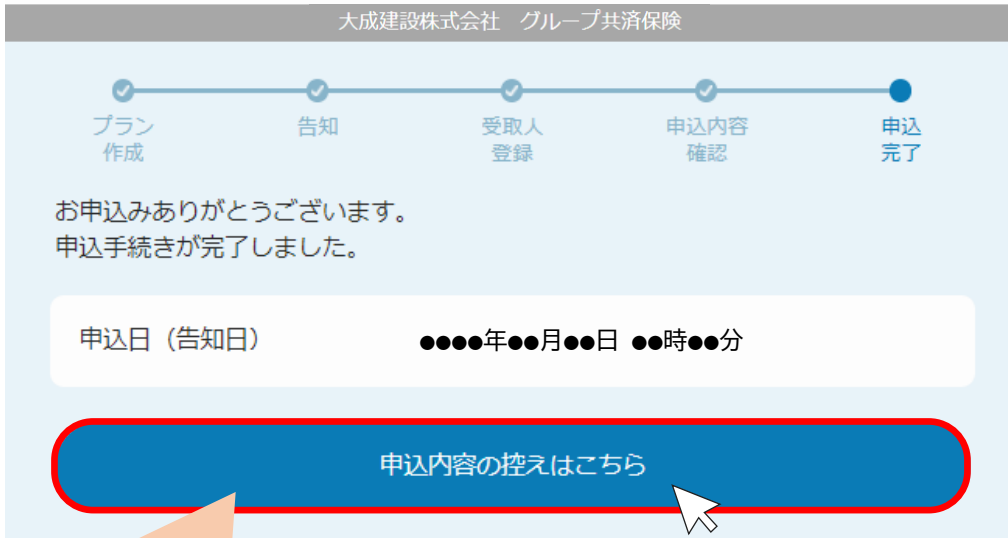 大成建設株式会社　グループ共済保険
プラン
作成
告知
受取人
登録
申込内容
確認
申込
完了
お申込みありがとうございます。
申込手続きが完了しました。
申込日（告知日）　●●●●年●●月●●日 ●●時●●分
申込内容の控えはこちら